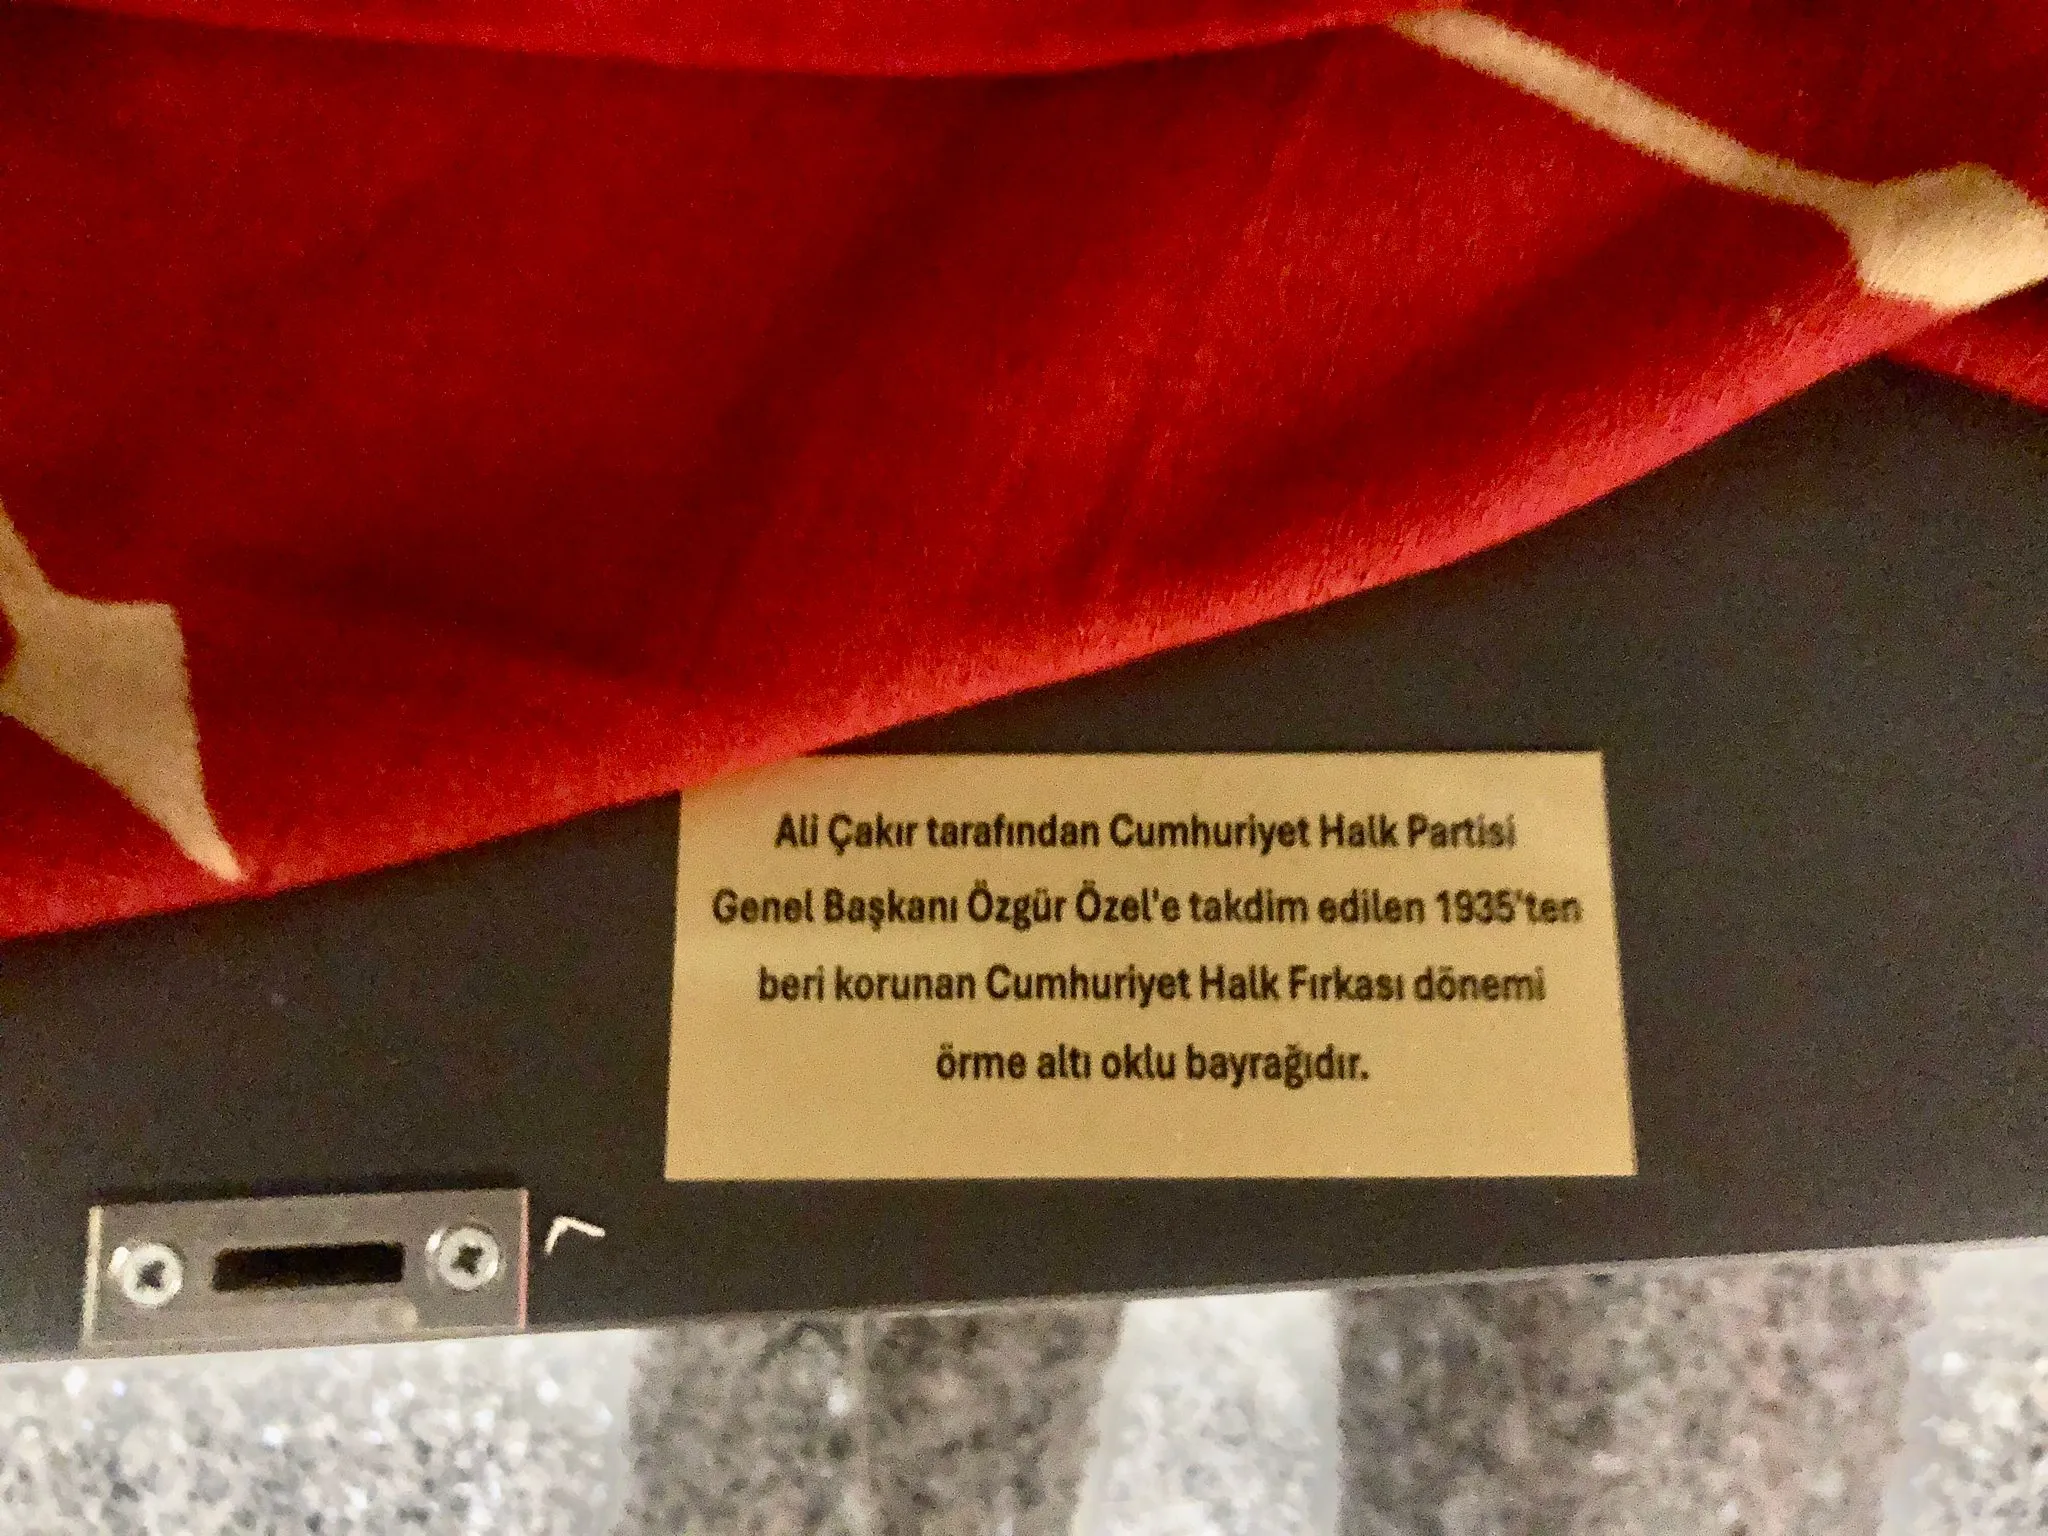 Ali Çakır tarafından Cumhuriyet Halk Partisi
Genel Başkanı Özgür Özel'e takdim edilen 1935'ten
beri korunan Cumhuriyet Halk Fırkası dönemi
örme altı oklu bayrağıdır.